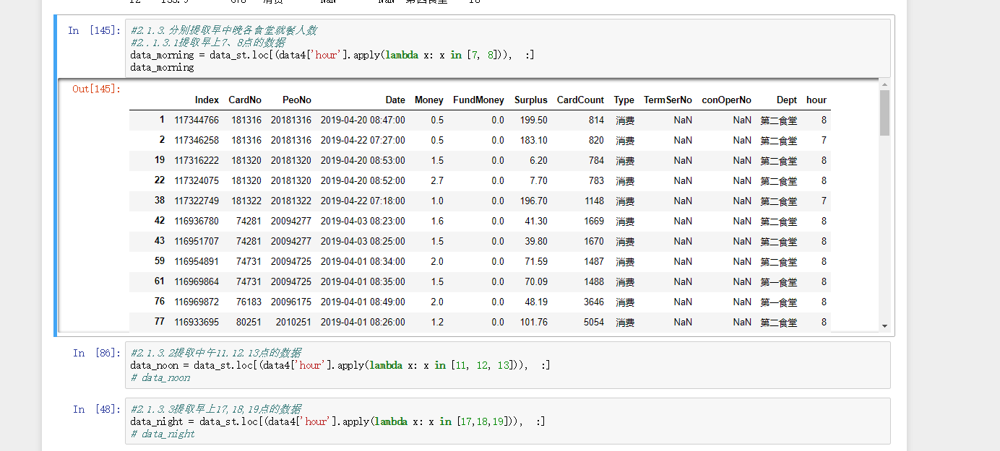 In [145]:
#2.1.3.分别提取早中晚各食堂就餐人数
#2..1.3.1提取早上7、8点的数据
data_morning = data_st.loc[(data4['hour'].apply(lambda x: x in [7, 8])), :]
data_morning
Out[145]:
Index CardNo PeoNo Date Money FundMoney Surplus CardCount Type TermSerNo conOperNo Dept hour
1 117344766 181316 20181316 2019-04-20 08:47:00 0.5 0.0 199.50 814 消费 NaN NaN 第二食堂 8
2 117346258 181316 20181316 2019-04-22 07:27:00 0.5 0.0 183.10 820 消费 NaN NaN 第二食堂 7
19 117316222 181320 20181320 2019-04-20 08:53:00 1.5 0.0 6.20 784 消费 NaN NaN 第二食堂 8
22 117324075 181320 20181320 2019-04-20 08:52:00 2.7 0.0 7.70 783 消费 NaN NaN 第二食堂 8
38 117322749 181322 20181322 2019-04-22 07:18:00 1.0 0.0 196.70 1148 消费 NaN NaN 第二食堂 7
42 116936780 74281 20094277 2019-04-03 08:23:00 1.6 0.0 41.30 1669 消费 NaN NaN 第二食堂 8
43 116951707 74281 20094277 2019-04-03 08:25:00 1.5 0.0 39.80 1670 消费 NaN NaN 第二食堂 8
59 116954891 74731 20094725 2019-04-01 08:34:00 2.0 0.0 71.59 1487 消费 NaN NaN 第二食堂 8
61 116969864 74731 20094725 2019-04-01 08:35:00 1.5 0.0 70.09 1488 消费 NaN NaN 第一食堂 8
76 116969872 76183 20096175 2019-04-01 08:49:00 2.0 0.0 48.19 3646 消费 NaN NaN 第一食堂 8
77 116933695 80251 2010251 2019-04-01 08:26:00 1.2 0.0 101.76 5054 消费 NaN NaN 第二食堂 8
In [86]:
#2.1.3.2提取中午11.12.13点的数据
data_noon = data_st.loc[(data4['hour'].apply(lambda x: x in [11, 12, 13])), :]
# data_noon
In [48]:
#2.1.3.3提取早上17,18,19点的数据
data_night = data_st.loc[(data4['hour'].apply(lambda x: x in [17,18,19])), :]
# data_night